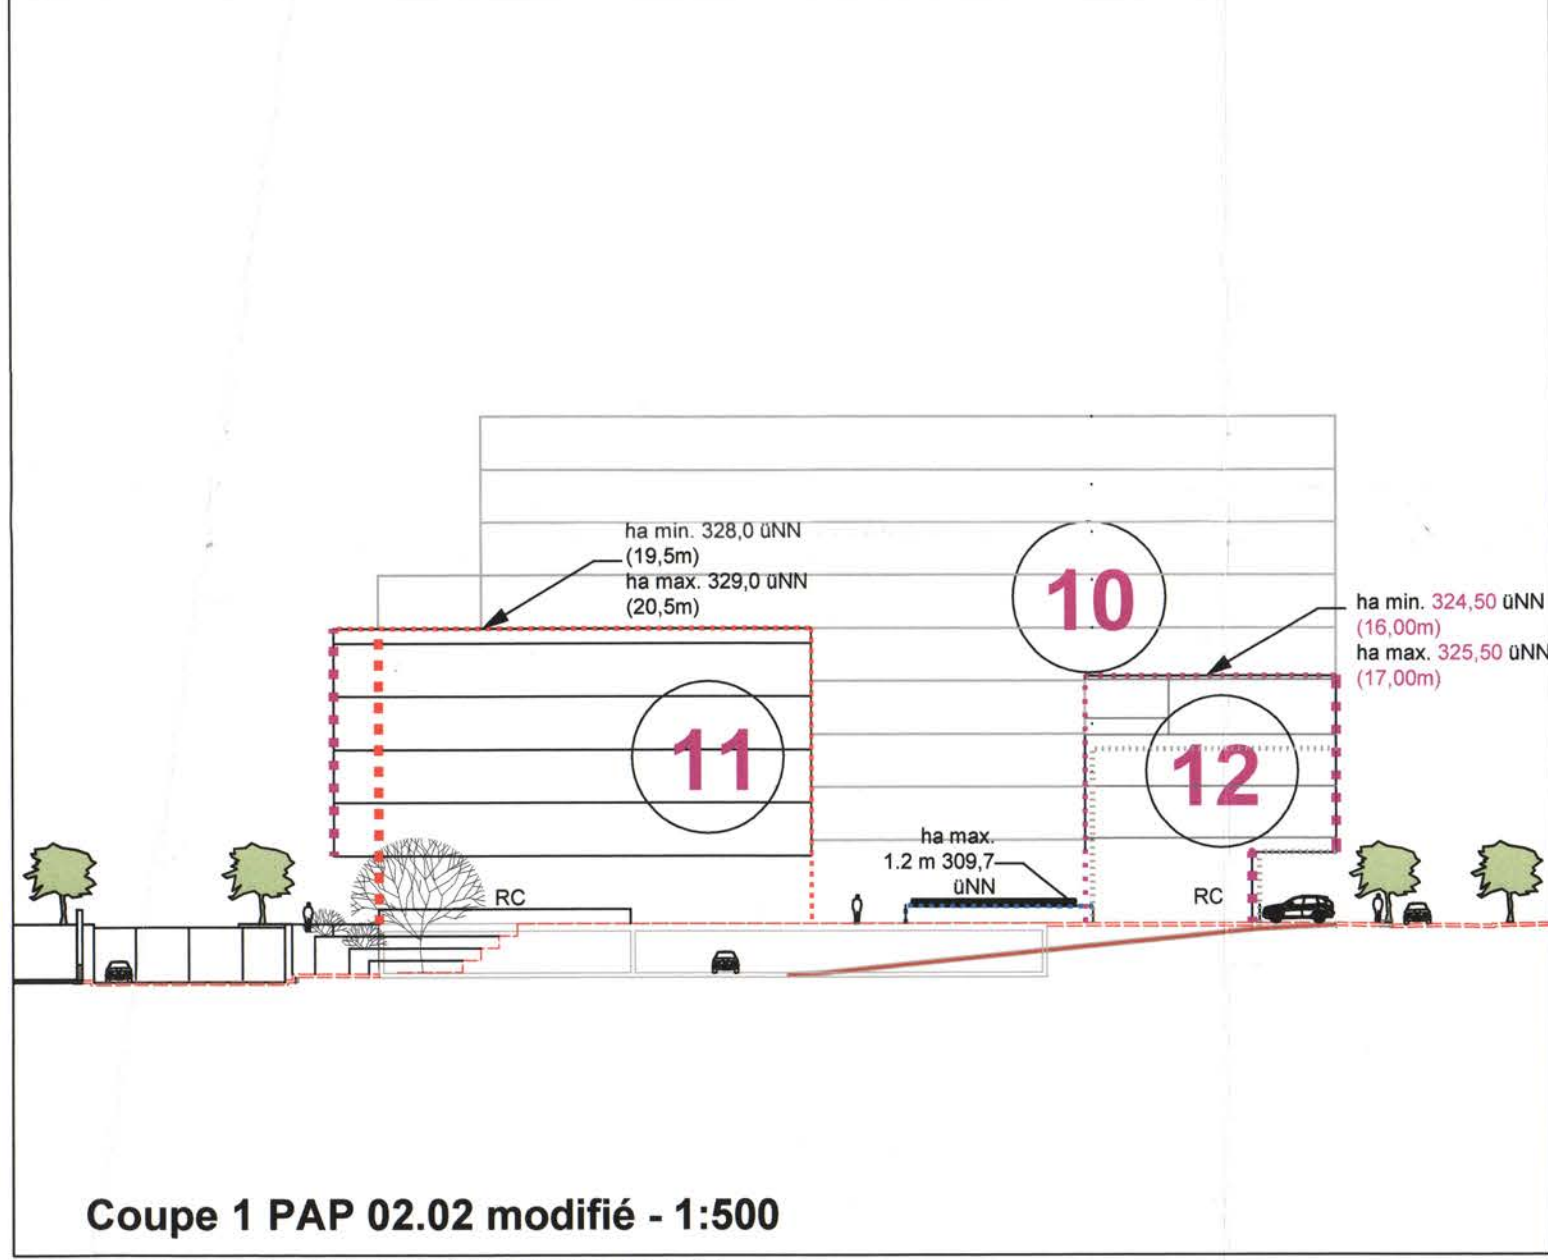 ha min. 328,0 üNN
(19,5m)
ha max. 329,0 üNN
(20,5m)
10
ha min. 324,50 üNN
(16,00m)
ha max. 325,50 üNN
(17,00m)
11
12
ha max.
1.2 m 309,7
üNN
RC
RC
Coupe 1 PAP 02.02 modifié - 1:500